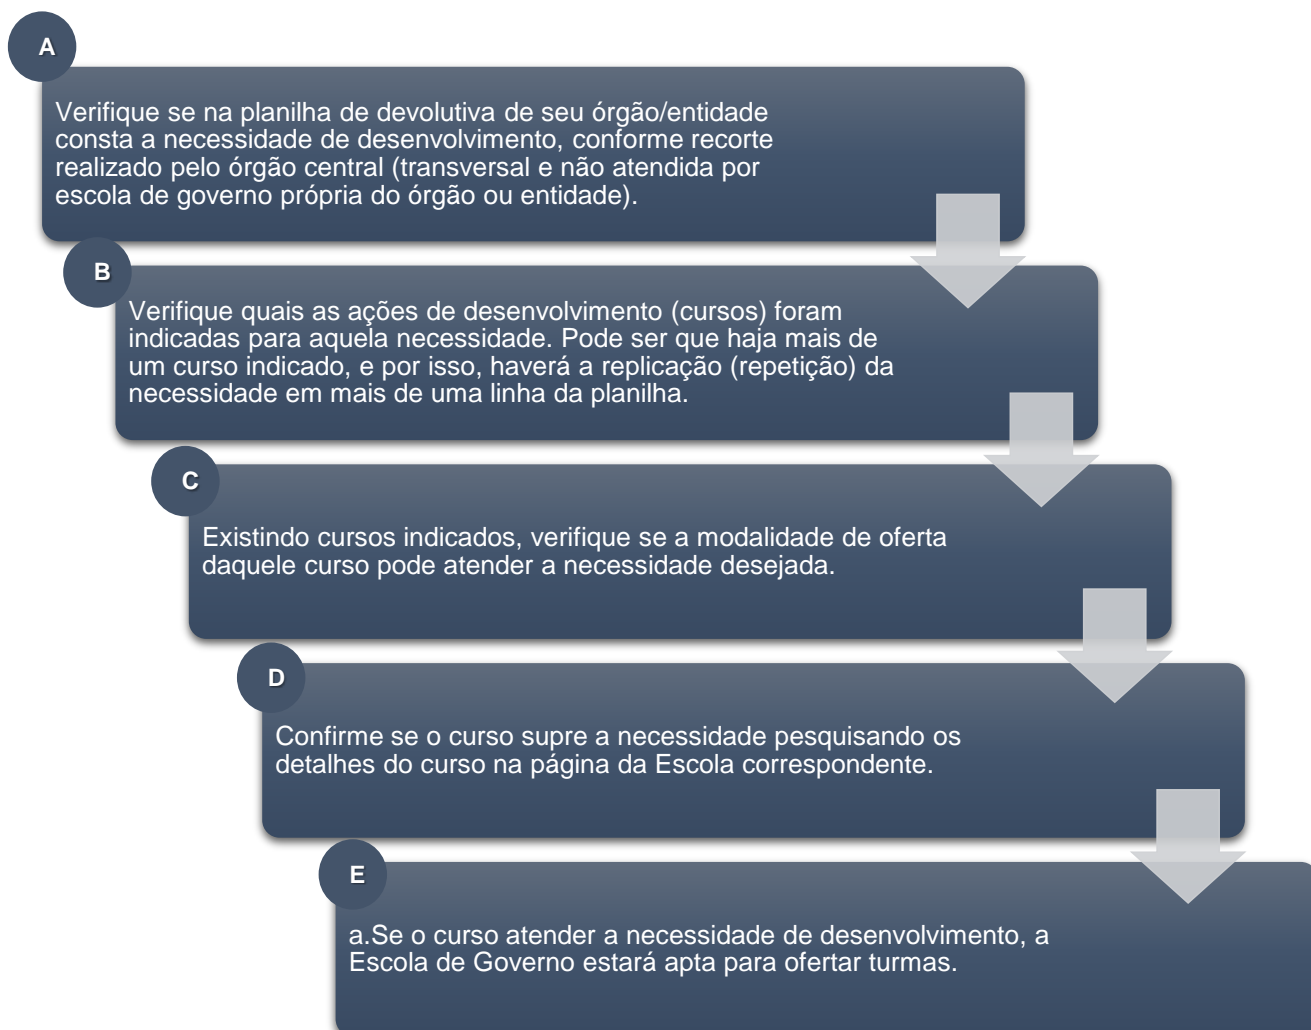 A
Verifique se na planilha de devolutiva de seu órgão/entidade
consta a necessidade de desenvolvimento, conforme recorte
realizado pelo órgão central (transversal e não atendida por
escola de governo própria do órgão ou entidade).
B
Verifique quais as ações de desenvolvimento (cursos) foram
indicadas para aquela necessidade. Pode ser que haja mais de
um curso indicado, e por isso, haverá a replicação (repetição) da
necessidade em mais de uma linha da planilha.
C
Existindo cursos indicados, verifique se a modalidade de oferta
daquele curso pode atender a necessidade desejada.
D
Confirme se o curso supre a necessidade pesquisando os
detalhes do curso na página da Escola correspondente.
E
a.Se o curso atender a necessidade de desenvolvimento, a
Escola de Governo estará apta para ofertar turmas.